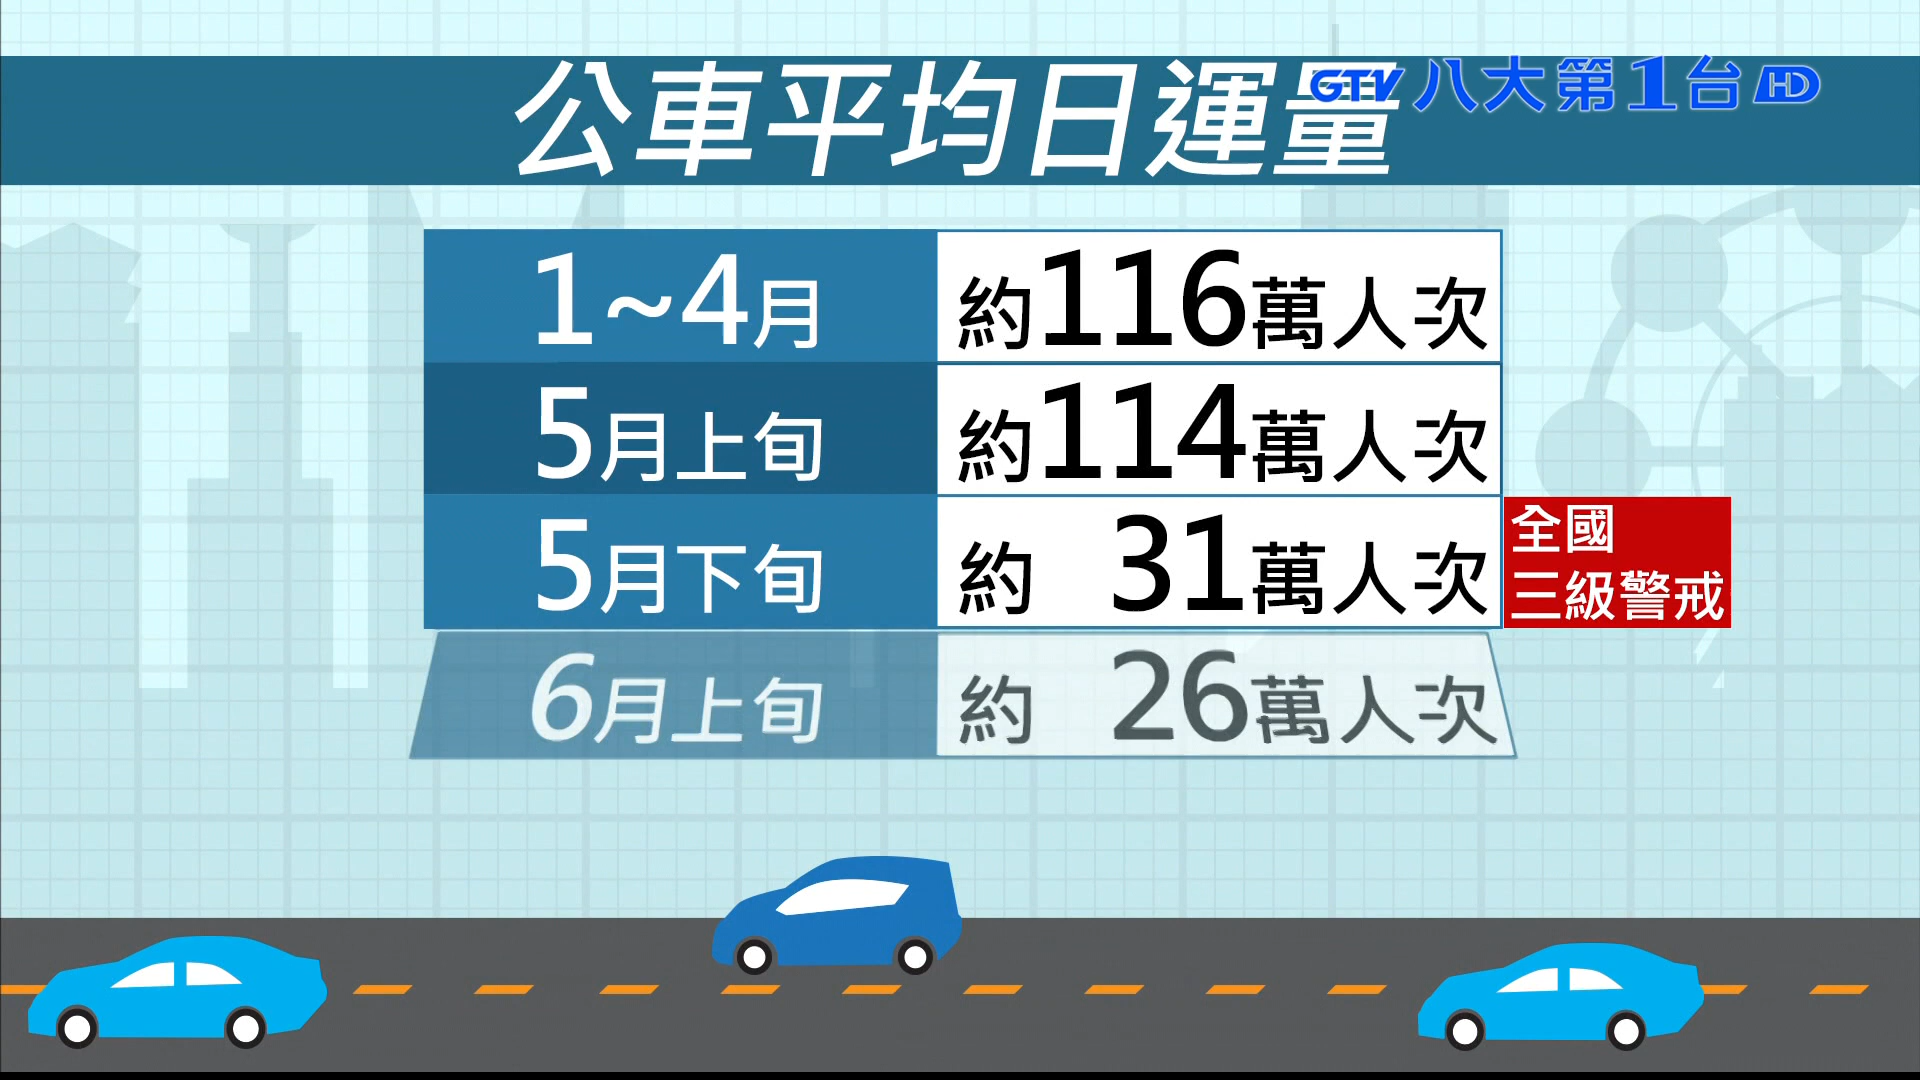 公車平均日運量
GTV 八大第1台 HD
1~4月 約116萬人次
5月上旬 約114萬人次
5月下旬 約 31萬人次
全國
三級警戒
6月上旬 約 26萬人次